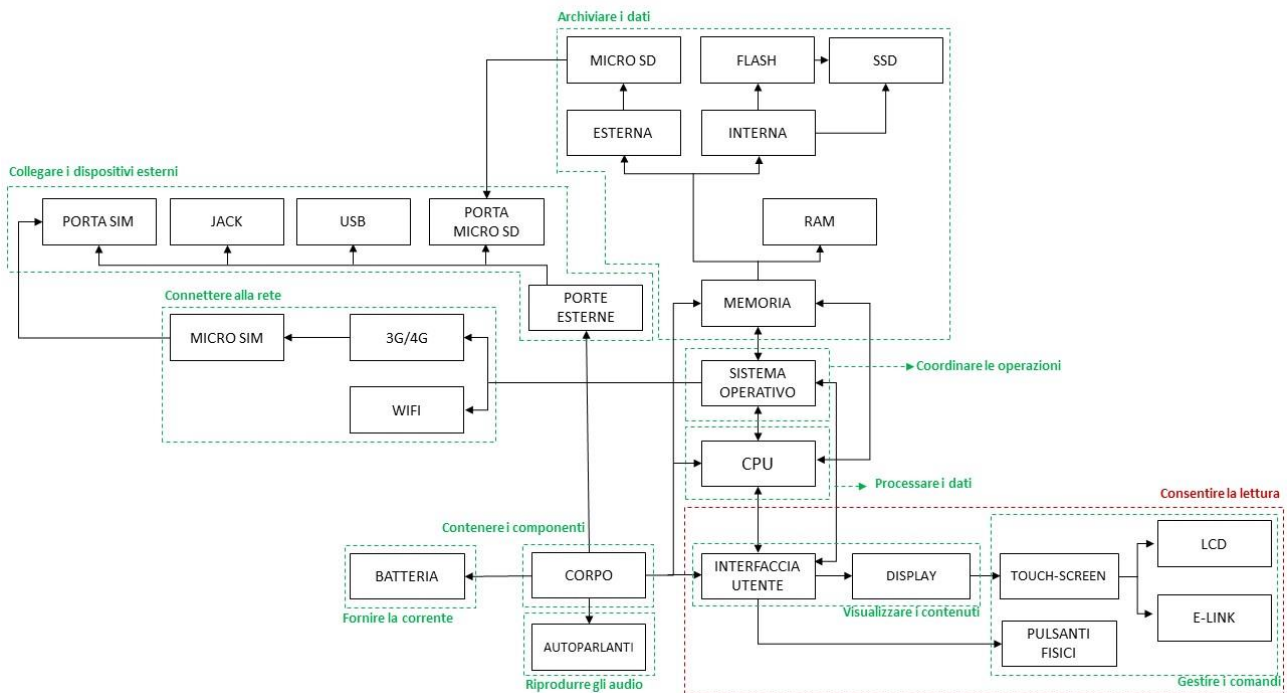 Archiviare i dati
MICRO SD
FLASH
SSD
ESTERNA
INTERNA
Collegare i dispositivi esterni
PORTA SIM
JACK
USB
PORTA
MICRO SD
RAM
Connettere alla rete
PORTE
ESTERNE
MEMORIA
MICRO SIM
3G/4G
SISTEMA
OPERATIVO
Coordinare le operazioni
WIFI
CPU
Processare i dati
Consentire la lettura
Contenere i componenti
BATTERIA
CORPO
INTERFACCIA
UTENTE
DISPLAY
TOUCH-SCREEN
LCD
Fornire la corrente
Visualizzare i contenuti
E-LINK
AUTOPARLANTI
PULSANTI
FISICI
Riprodurre gli audio
Gestire i comandi